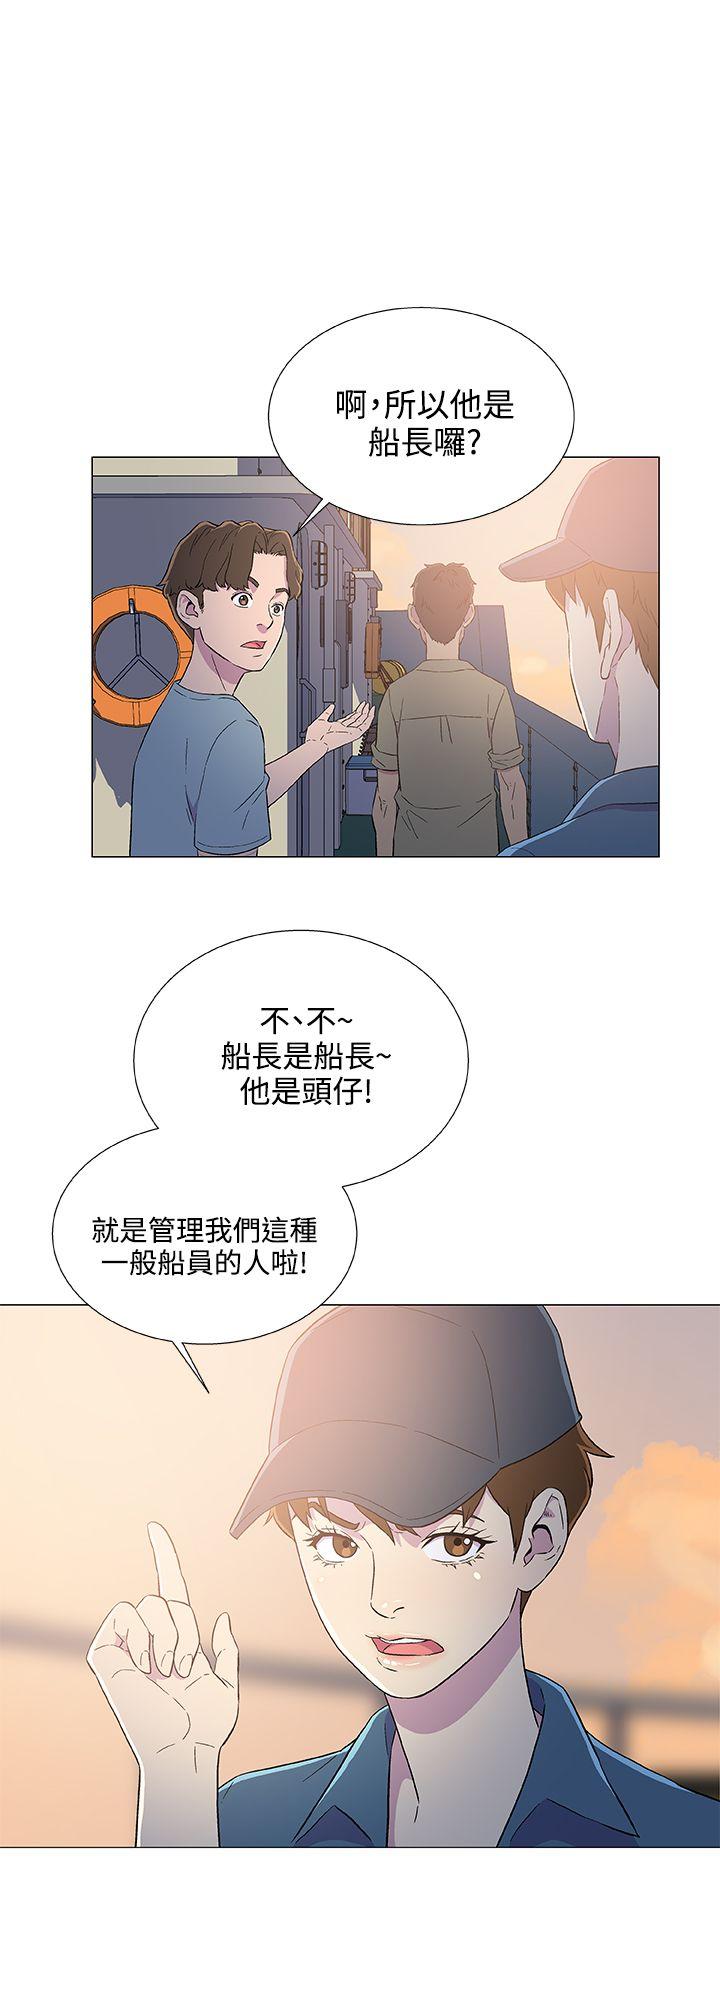 啊，所以他是
船長囉?
不、不~
船長是船長~
他是頭仔!
就是管理我們這種
一般船員的人啦!